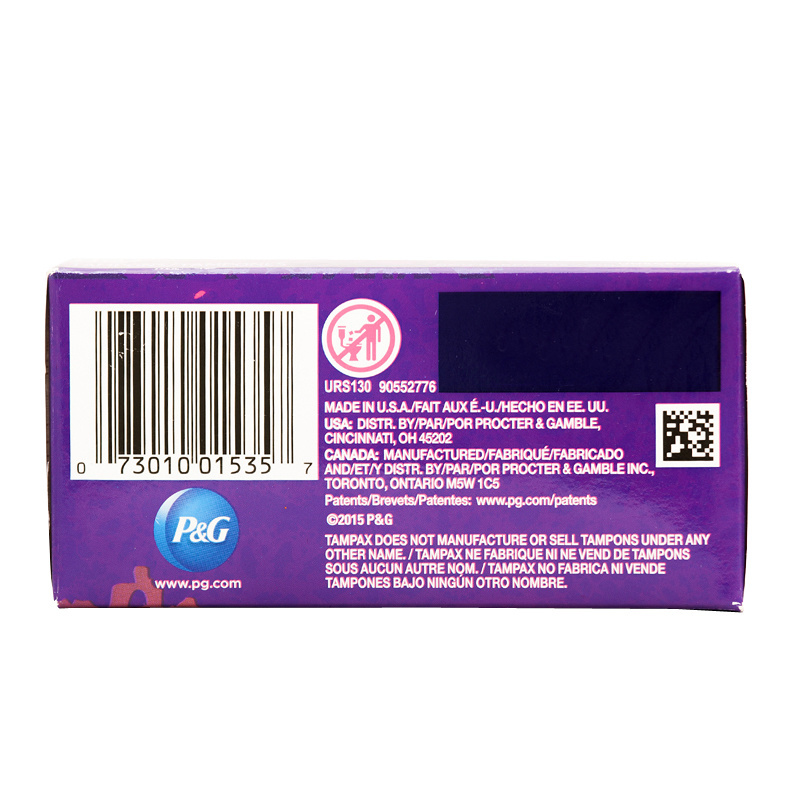 0 73010 01535 7
P&G
www.pg.com
URS130 90552776
MADE IN U.S.A./FAIT AUX É.-U./HECHO EN EE. UU.
USA: DISTR. BY/PAR/POR PROCTER & GAMBLE,
CINCINNATI, OH 45202
CANADA: MANUFACTURED/FABRIQUÉ/FABRICADO
AND/ET/Y DISTR. BY/PAR/POR PROCTER & GAMBLE INC.,
TORONTO, ONTARIO M5W 1C5
Patents/Brevets/Patentes: www.pg.com/patents
©2015 P&G
TAMPAX DOES NOT MANUFACTURE OR SELL TAMPONS UNDER ANY
OTHER NAME. / TAMPAX NE FABRIQUE NI NE VEND DE TAMPONS
SOUS AUCUN AUTRE NOM. / TAMPAX NO FABRICA NI VENDE
TAMPONES BAJO NINGÚN OTRO NOMBRE.